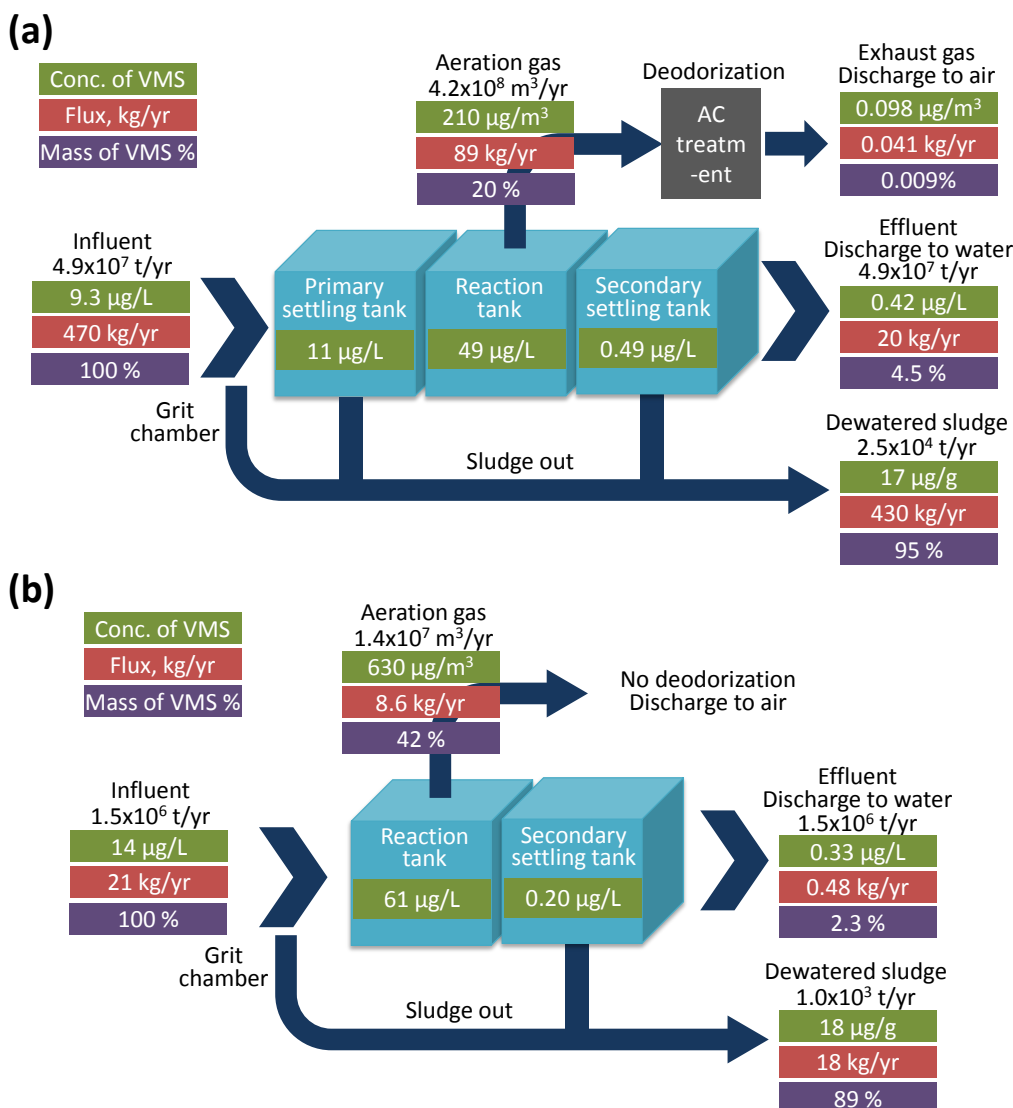 (a)
Conc. of VMS
Flux, kg/yr
Mass of VMS %
Aeration gas
4.2x10⁸ m³/yr
210 µg/m³
89 kg/yr
20 %
Deodorization
AC
treatm
-ent
Exhaust gas
Discharge to air
0.098 µg/m³
0.041 kg/yr
0.009%
Influent
4.9x10⁷ t/yr
9.3 µg/L
470 kg/yr
100 %
Primary
settling tank
11 µg/L
Reaction
tank
49 µg/L
Secondary
settling tank
0.49 µg/L
Effluent
Discharge to water
4.9x10⁷ t/yr
0.42 µg/L
20 kg/yr
4.5 %
Grit
chamber
Sludge out
Dewatered sludge
2.5x10⁴ t/yr
17 µg/g
430 kg/yr
95 %
(b)
Conc. of VMS
Flux, kg/yr
Mass of VMS %
Aeration gas
1.4x10⁷ m³/yr
630 µg/m³
8.6 kg/yr
42 %
No deodorization
Discharge to air
Influent
1.5x10⁶ t/yr
14 µg/L
21 kg/yr
100 %
Reaction
tank
61 µg/L
Secondary
settling tank
0.20 µg/L
Effluent
Discharge to water
1.5x10⁶ t/yr
0.33 µg/L
0.48 kg/yr
2.3 %
Grit
chamber
Sludge out
Dewatered sludge
1.0x10³ t/yr
18 µg/g
18 kg/yr
89 %